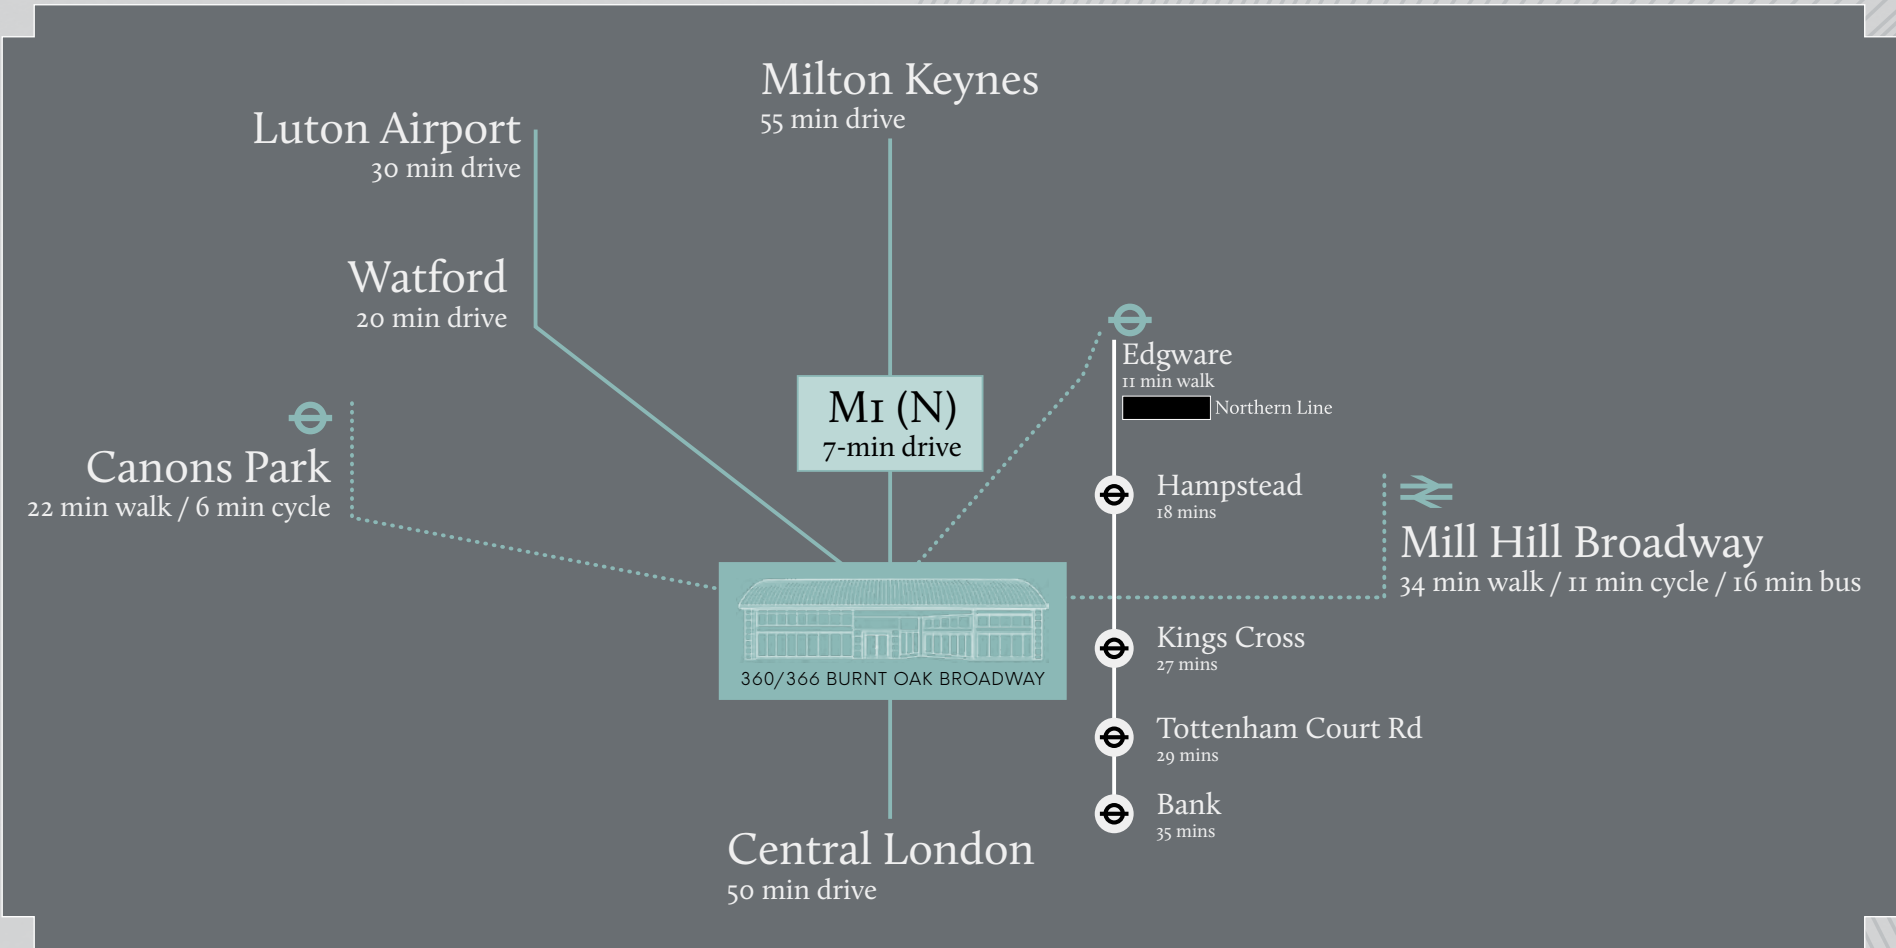 Milton Keynes
55 min drive
Luton Airport
30 min drive
Watford
20 min drive
Canons Park
22 min walk / 6 min cycle
M1 (N)
7-min drive
Edgware
11 min walk
Northern Line
Hampstead
18 mins
Mill Hill Broadway
34 min walk / 11 min cycle / 16 min bus
Kings Cross
27 mins
360/366 BURNT OAK BROADWAY
Tottenham Court Rd
29 mins
Bank
35 mins
Central London
50 min drive